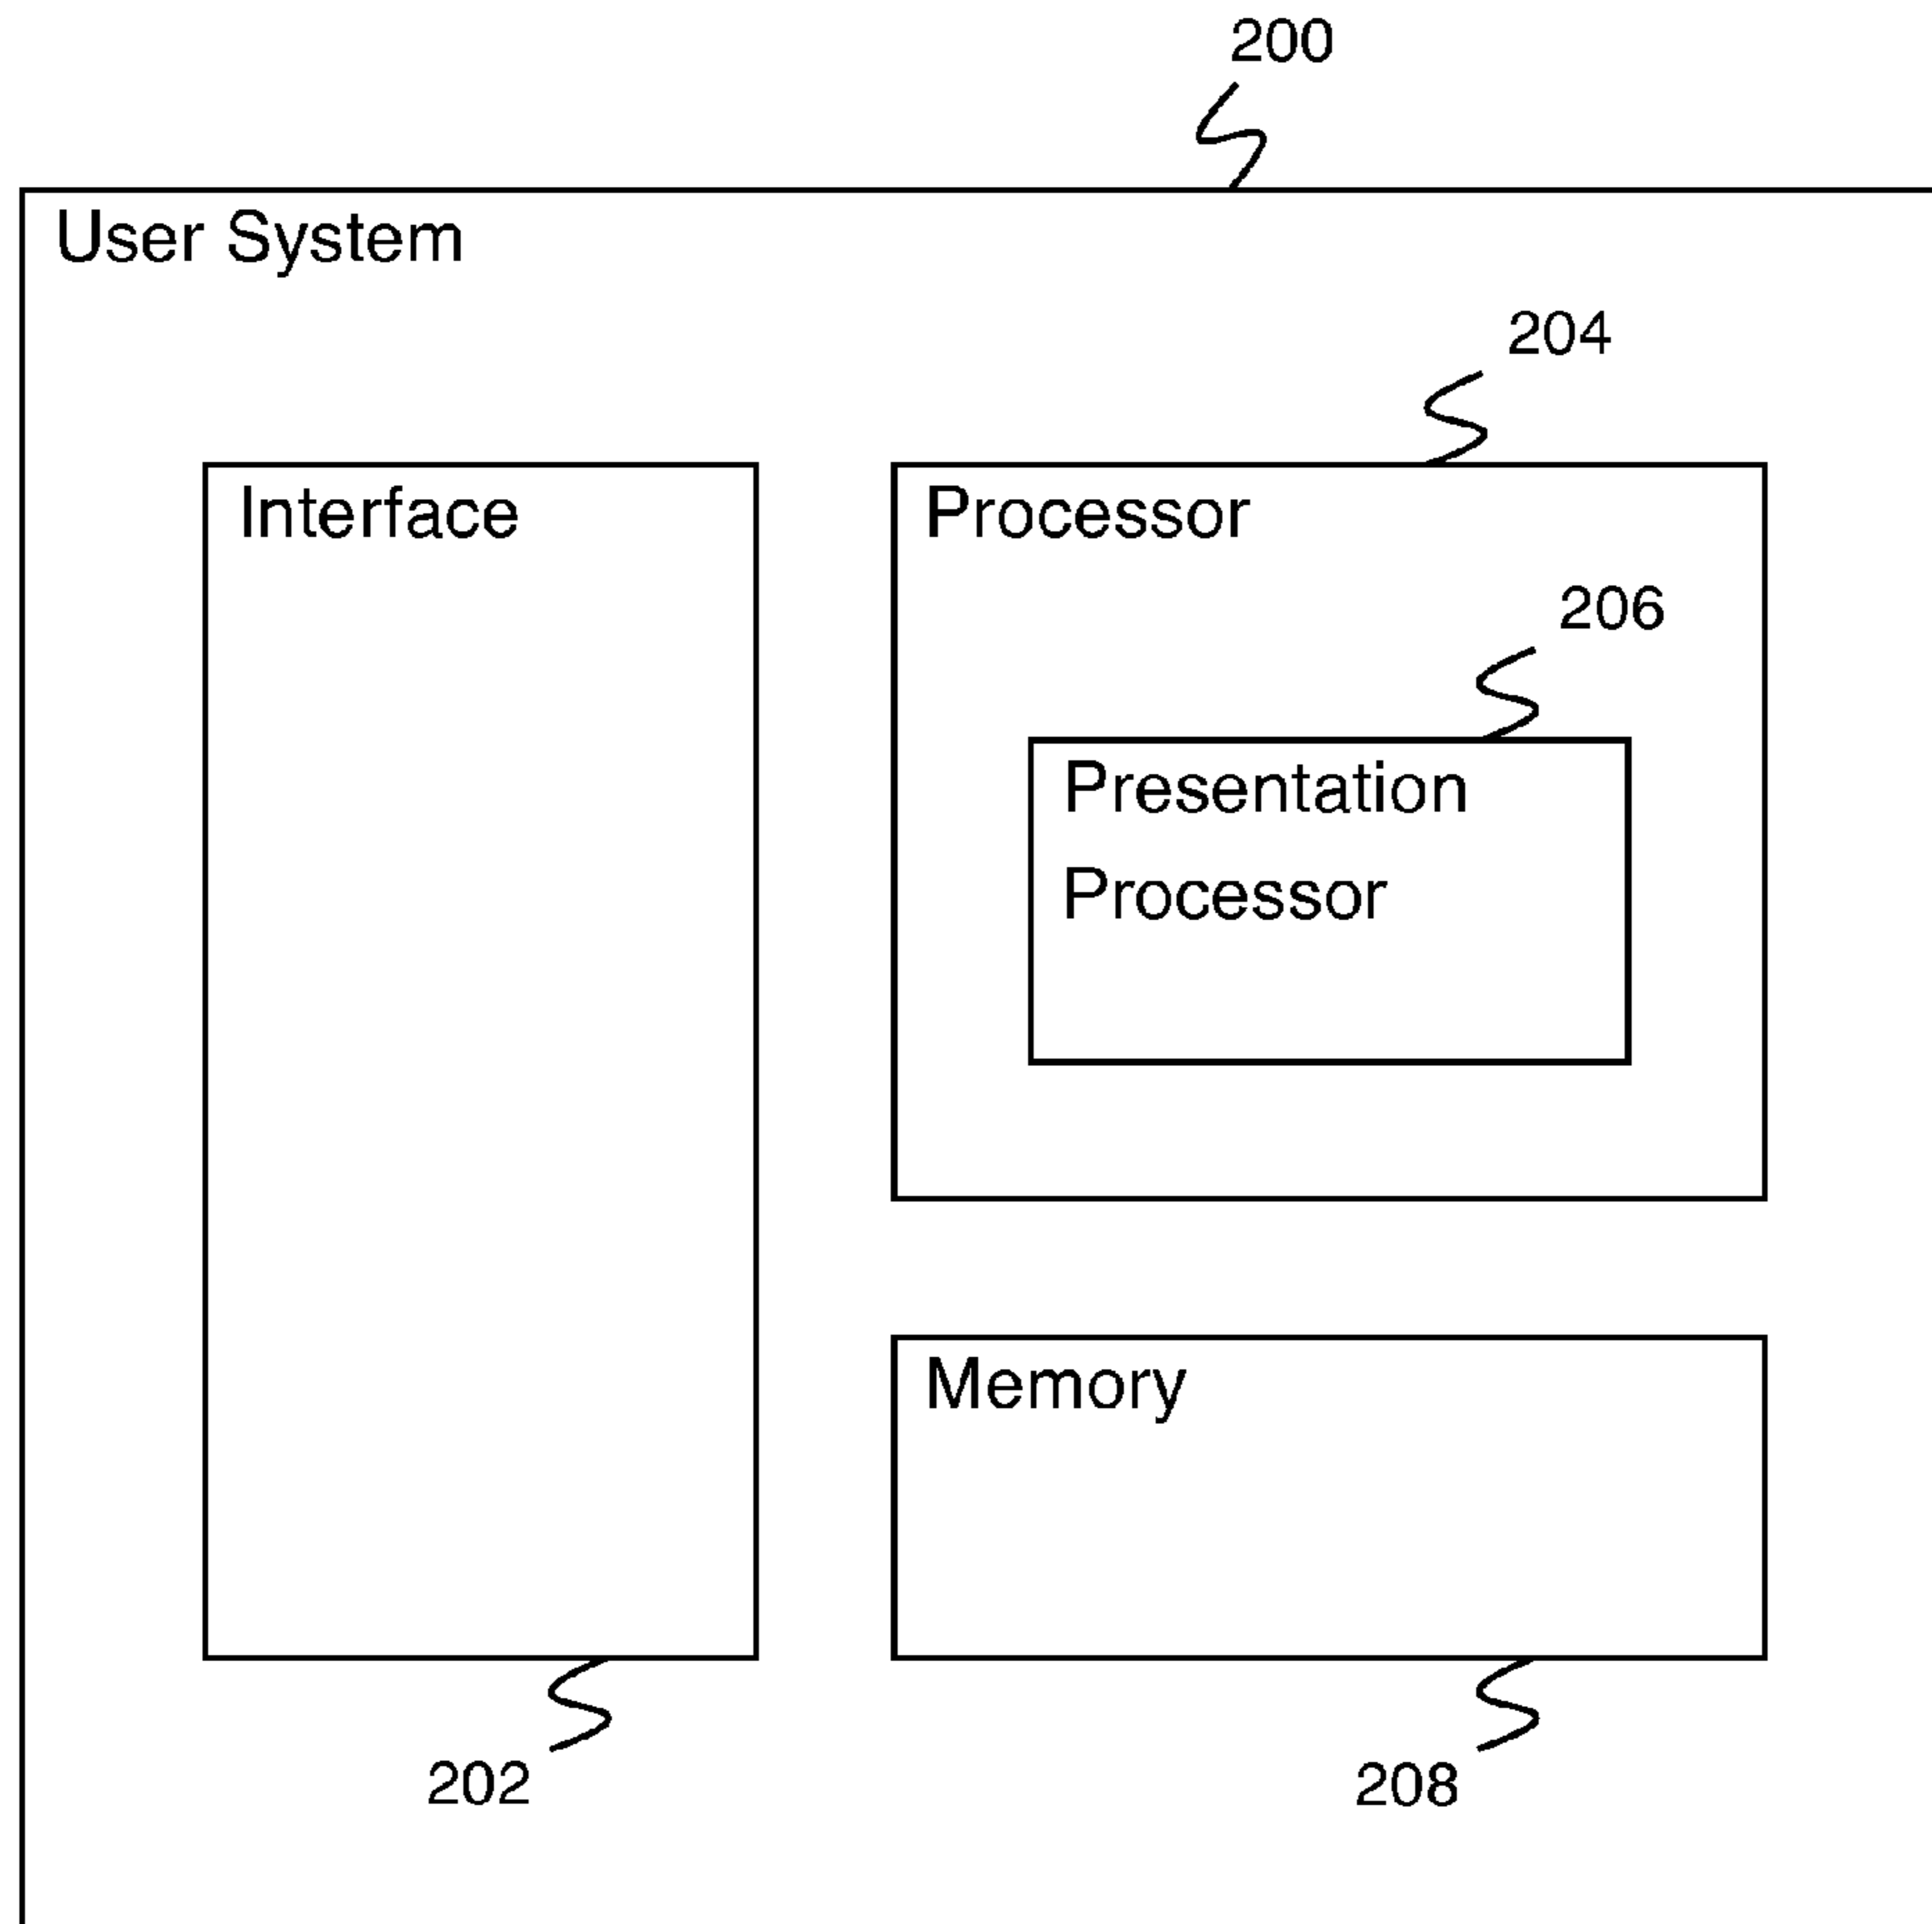 200
User System
204
Interface
Processor
206
Presentation
Processor
Memory
202
208